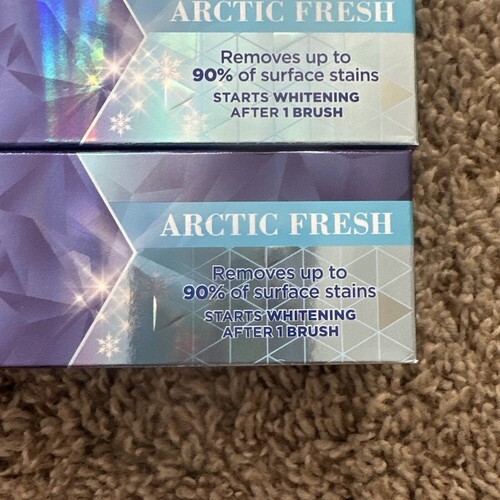 ARCTIC FRESH
Removes up to
90% of surface stains
STARTS WHITENING
AFTER 1 BRUSH
ARCTIC FRESH
Removes up to
90% of surface stains
STARTS WHITENING
AFTER 1 BRUSH